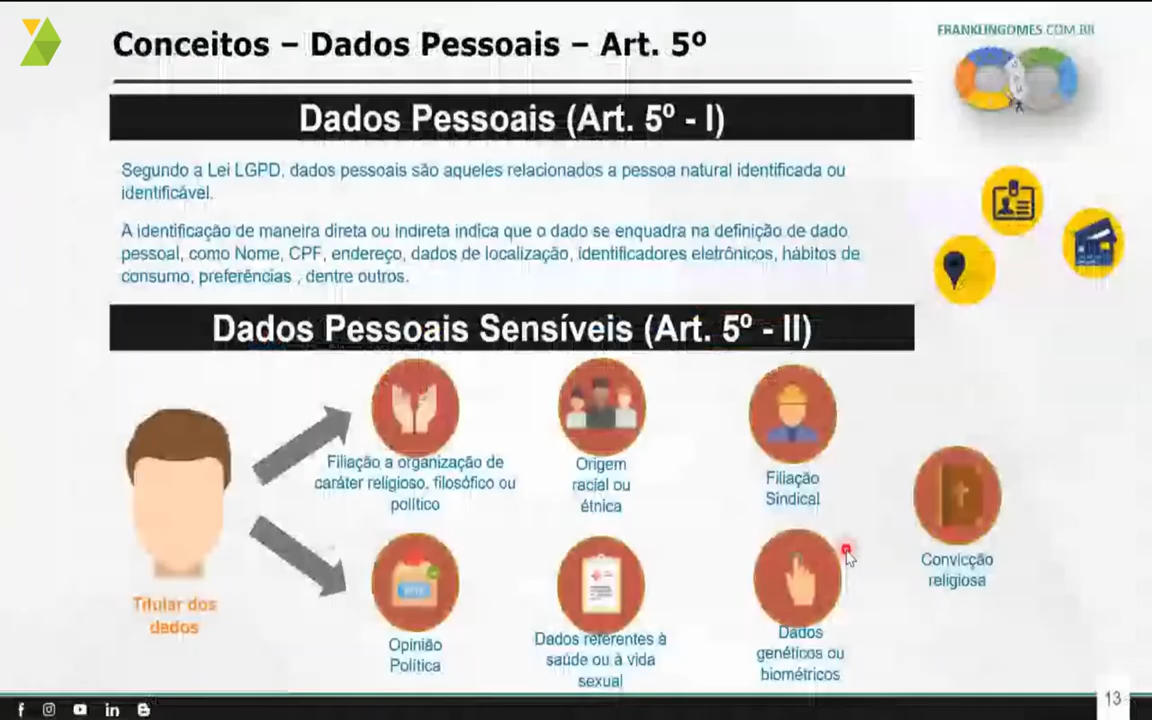 Conceitos – Dados Pessoais – Art. 5º
FRANKLINGOMES.COM.BR
Dados Pessoais (Art. 5º - I)
Segundo a Lei LGPD, dados pessoais são aqueles relacionados a pessoa natural identificada ou
identificável.
A identificação de maneira direta ou indireta indica que o dado se enquadra na definição de dado
pessoal, como Nome, CPF, endereço, dados de localização, identificadores eletrônicos, hábitos de
consumo, preferências , dentre outros.
Dados Pessoais Sensíveis (Art. 5º - II)
Titular dos
dados
Filiação a organização de
caráter religioso, filosófico ou
político
Origem
racial ou
étnica
Filiação
Sindical
Convicção
religiosa
Opinião
Política
Dados referentes à
saúde ou à vida
sexual
Dados
genéticos ou
biométricos
13